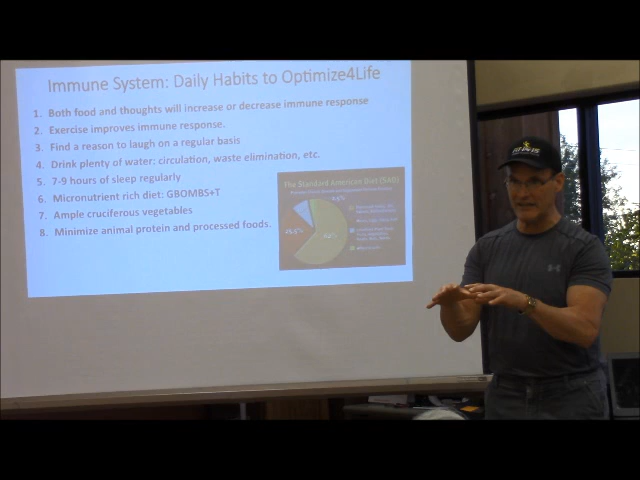 Immune System: Daily Habits to Optimize4Life
1. Both food and thoughts will increase or decrease immune response
2. Exercise improves immune response.
3. Find a reason to laugh on a regular basis
4. Drink plenty of water: circulation, waste elimination, etc.
5. 7-9 hours of sleep regularly
6. Micronutrient rich diet: GBOMBS+T
7. Ample cruciferous vegetables
8. Minimize animal protein and processed foods.
The Standard American Diet (SAD)